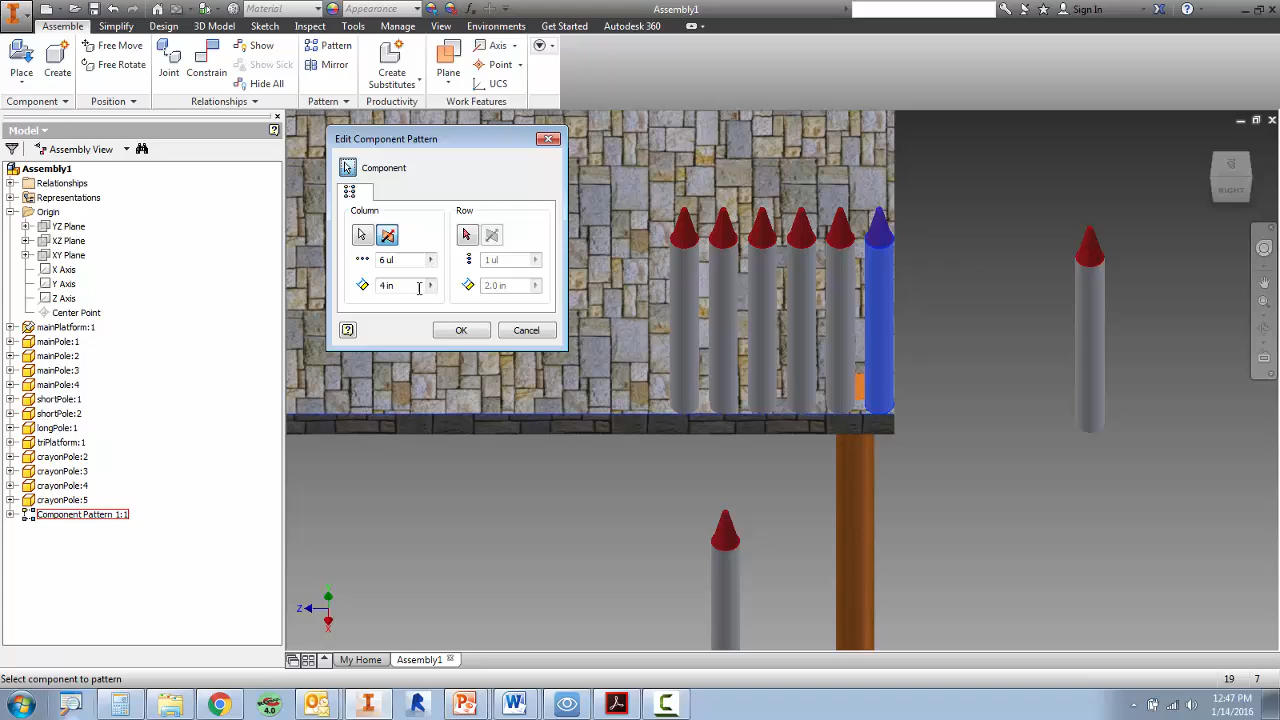 Material
Appearance
Assembly1
Sign In
Assemble Simplify Design 3D Model Sketch Inspect Tools Manage View Environments Get Started Autodesk 360
Place
Create
Free Move
Free Rotate
Joint
Constrain
Show
Show Sick
Hide All
Pattern
Mirror
Create
Substitutes
Plane
Axis
Point
UCS
Component
Position
Relationships
Pattern
Productivity
Work Features
Model
Assembly View
Assembly1
Relationships
Representations
Origin
YZ Plane
XZ Plane
XY Plane
X Axis
Y Axis
Z Axis
Center Point
mainPlatform:1
mainPole:1
mainPole:2
mainPole:3
mainPole:4
shortPole:1
shortPole:2
longPole:1
triPlatform:1
crayonPole:2
crayonPole:3
crayonPole:4
crayonPole:5
Component Pattern 1:1
Edit Component Pattern
Component
Column
Row
6 ul
1 ul
4 in
2.0 in
OK
Cancel
RIGHT
Z
X
My Home
Assembly1
Select component to pattern
19 7
4.0
12:47 PM
1/14/2016